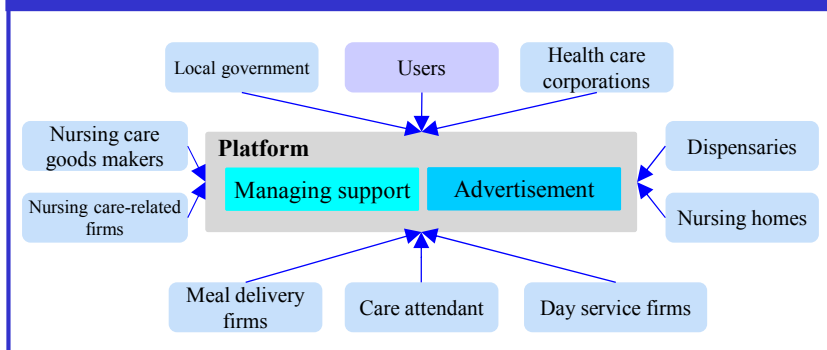 Local government
Users
Health care
corporations
Nursing care
goods makers
Platform
Dispensaries
Managing support
Advertisement
Nursing care-related
firms
Nursing homes
Meal delivery
firms
Care attendant
Day service firms